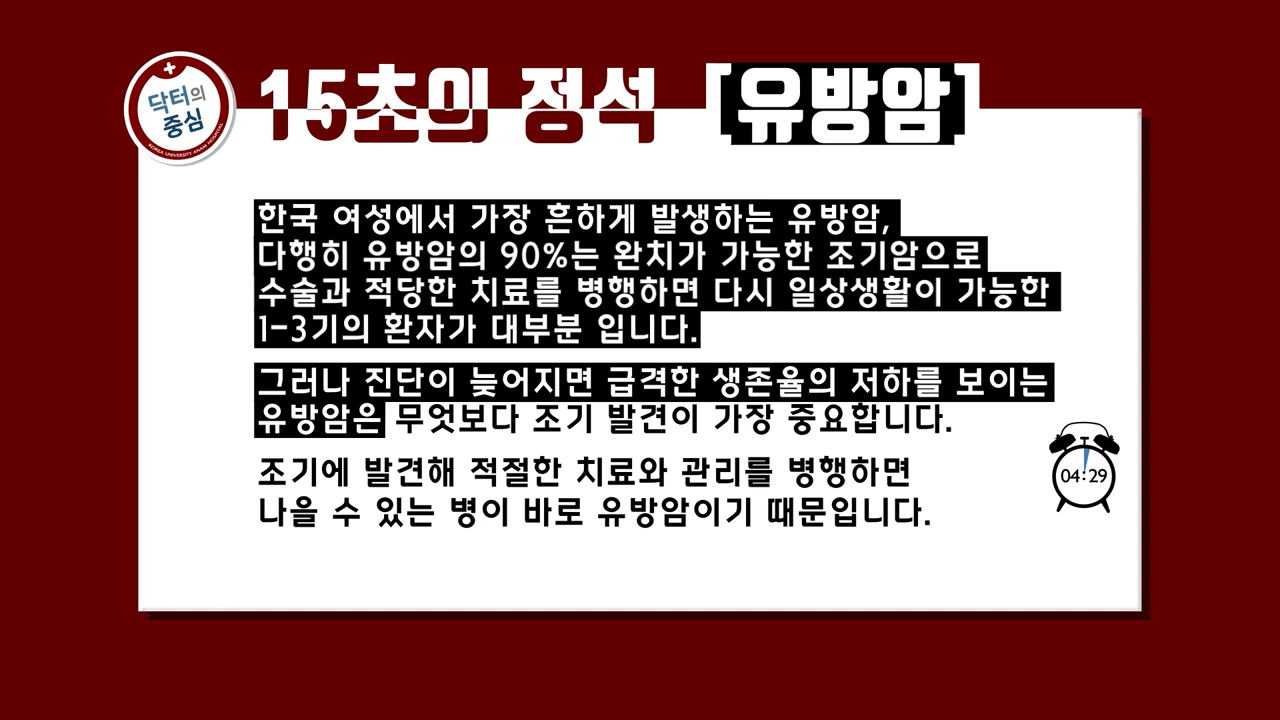 닥터의
중심
KOREA UNIVERSITY ANAM HOSPITAL
15초의 정석 [유방암]
한국 여성에서 가장 흔하게 발생하는 유방암,
다행히 유방암의 90%는 완치가 가능한 조기암으로
수술과 적당한 치료를 병행하면 다시 일상생활이 가능한
1-3기의 환자가 대부분 입니다.
그러나 진단이 늦어지면 급격한 생존율의 저하를 보이는
유방암은 무엇보다 조기 발견이 가장 중요합니다.
조기에 발견해 적절한 치료와 관리를 병행하면
나을 수 있는 병이 바로 유방암이기 때문입니다.
04:29